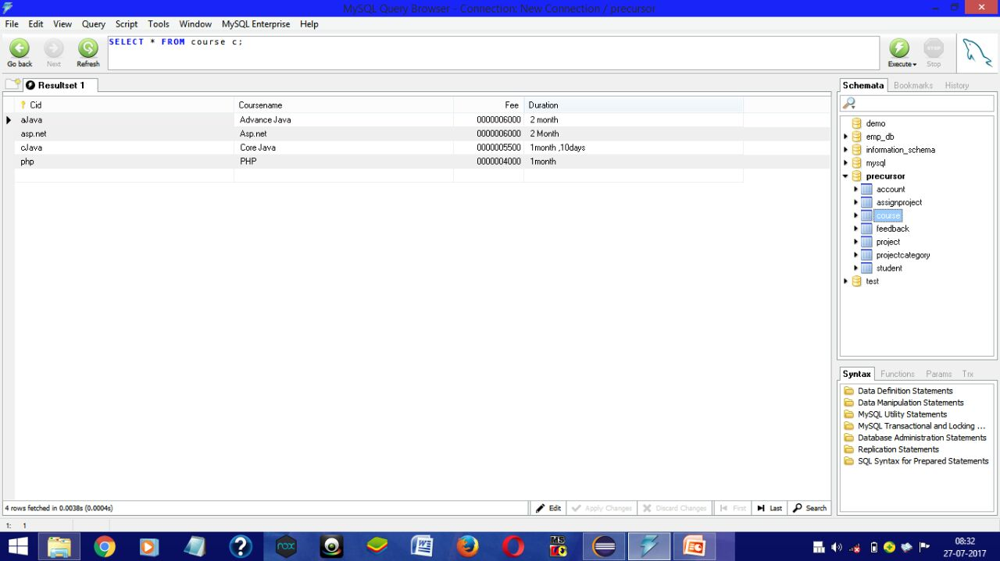 MySQL Query Browser - Connection: New Connection / precursor
File Edit View Query Script Tools Window MySQL Enterprise Help
SELECT * FROM course c;
Go back Next Refresh Execute Stop
STOP
Resultset 1
Cid Coursename Fee Duration
aJava Advance Java 0000006000 2 month
asp.net Asp.net 0000006000 2 Month
cJava Core Java 0000005500 1month ,10days
php PHP 0000004000 1month
Schemata Bookmarks History
demo
emp_db
information_schema
mysql
precursor
account
assignproject
course
feedback
project
projectcategory
student
test
Syntax Functions Params Trx
Data Definition Statements
Data Manipulation Statements
MySQL Utility Statements
MySQL Transactional and Locking ...
Database Administration Statements
Replication Statements
SQL Syntax for Prepared Statements
4 rows fetched in 0.0038s (0.0004s) Edit Apply Changes Discard Changes First Last Search
1: 1
nox
MS
08:32
27-07-2017